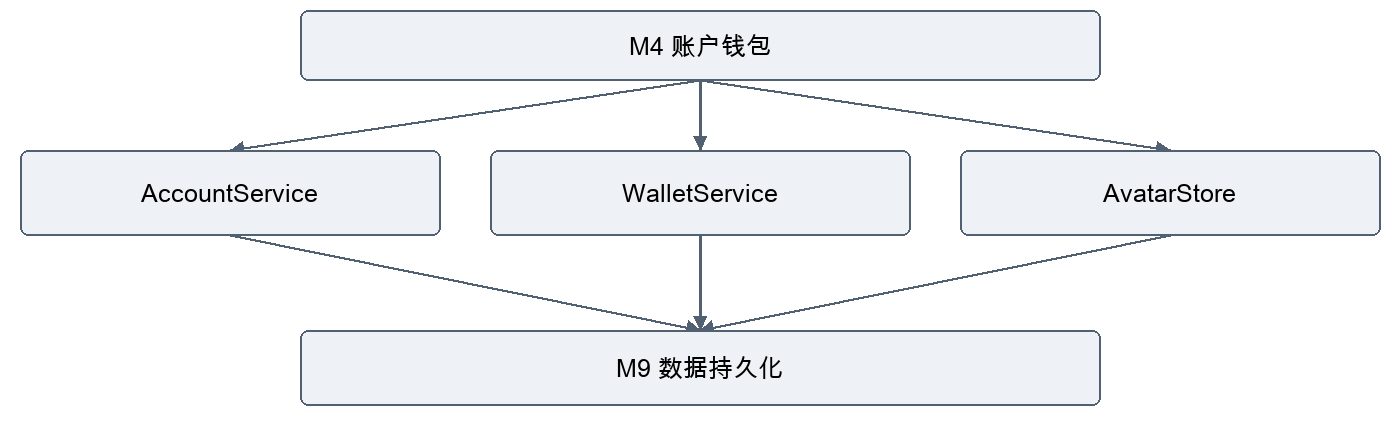 M4 账户钱包
AccountService
WalletService
AvatarStore
M9 数据持久化